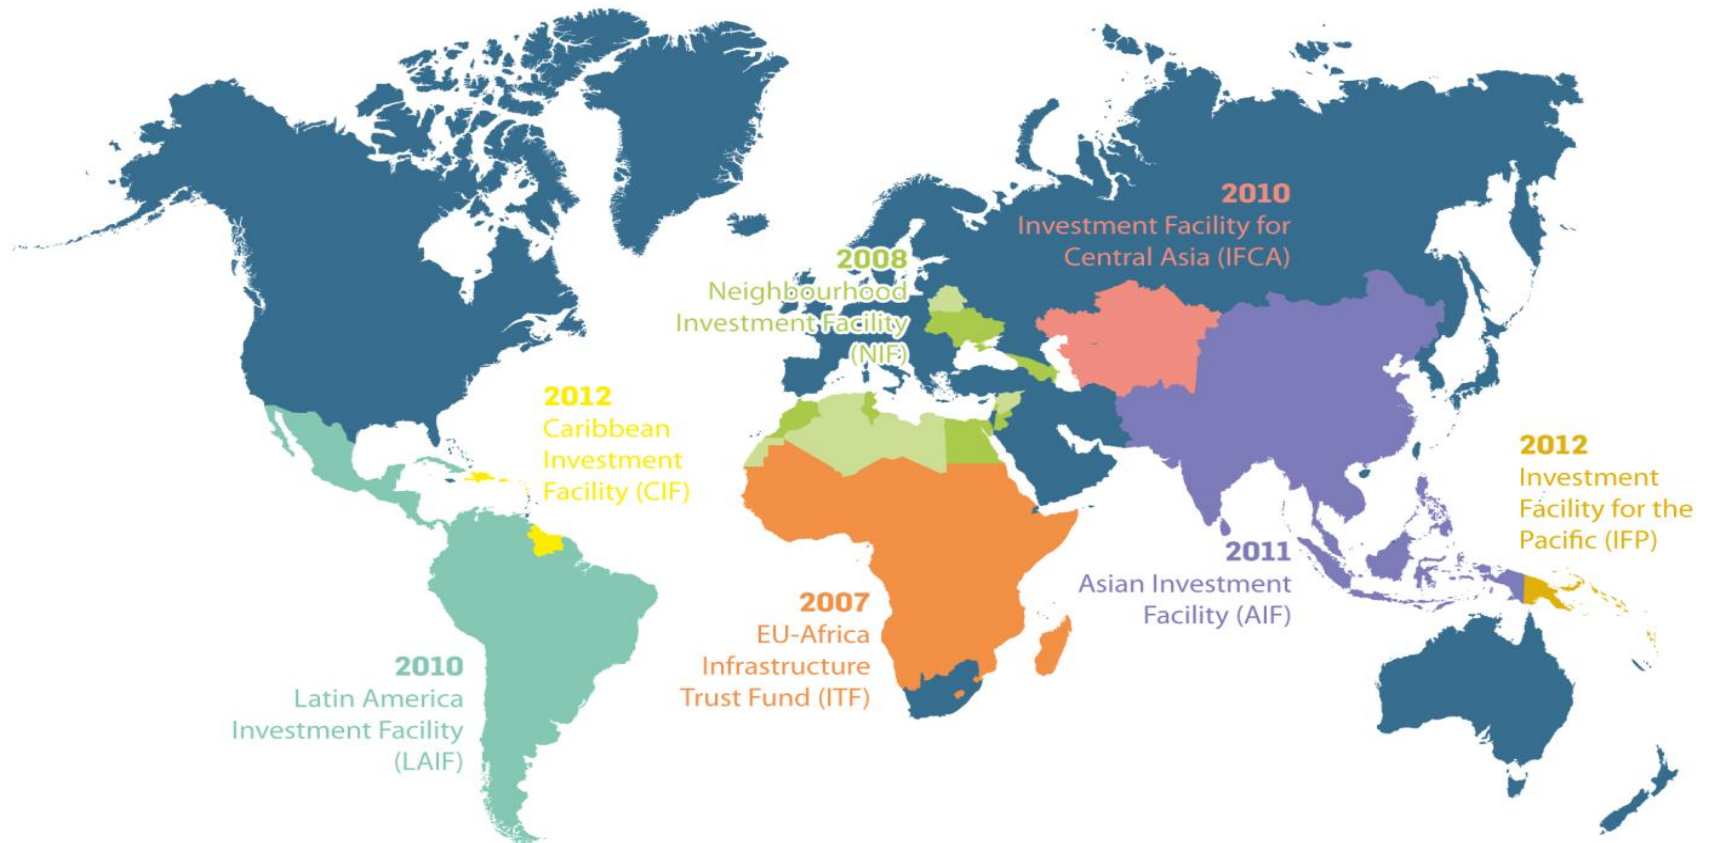 2010
Investment Facility for
Central Asia (IFCA)
2008
Neighbourhood
Investment Facility
(NIF)
2012
Caribbean
Investment
Facility (CIF)
2012
Investment
Facility for the
Pacific (IFP)
2011
Asian Investment
Facility (AIF)
2007
EU-Africa
Infrastructure
Trust Fund (ITF)
2010
Latin America
Investment Facility
(LAIF)